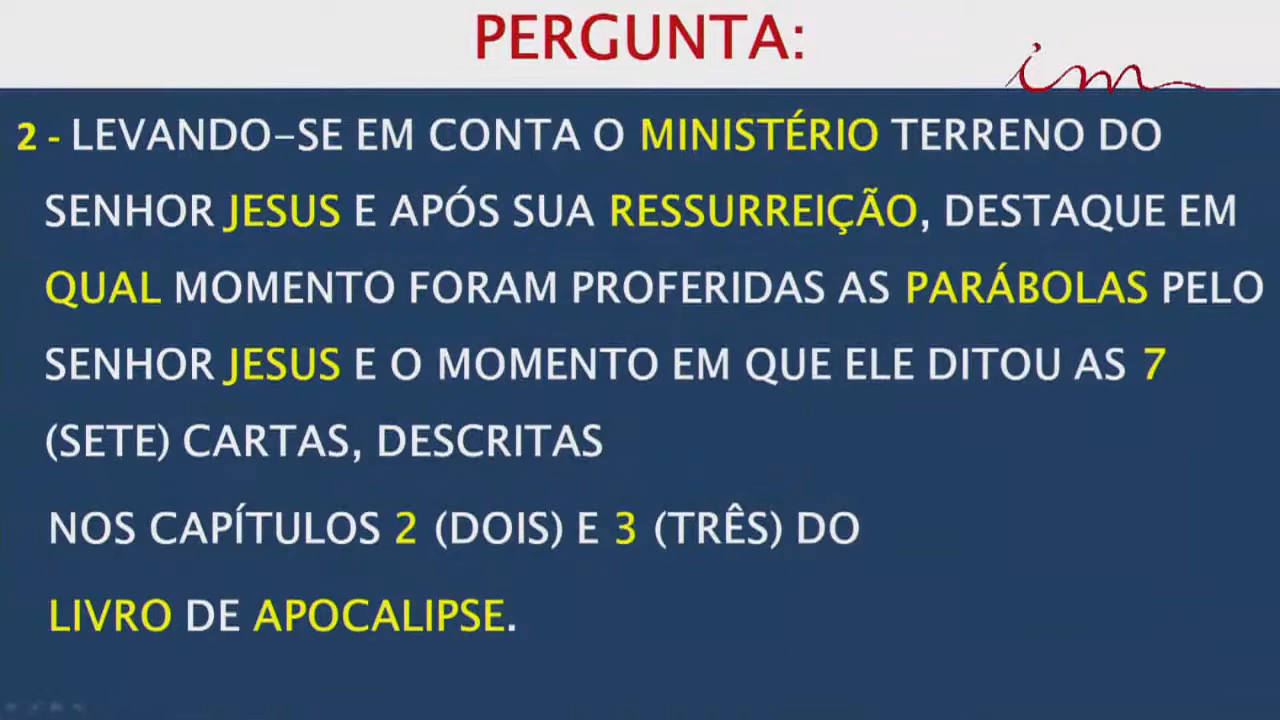 PERGUNTA:
im
2 - LEVANDO-SE EM CONTA O MINISTÉRIO TERRENO DO
SENHOR JESUS E APÓS SUA RESSURREIÇÃO, DESTAQUE EM
QUAL MOMENTO FORAM PROFERIDAS AS PARÁBOLAS PELO
SENHOR JESUS E O MOMENTO EM QUE ELE DITOU AS 7
(SETE) CARTAS, DESCRITAS
NOS CAPÍTULOS 2 (DOIS) E 3 (TRÊS) DO
LIVRO DE APOCALIPSE.